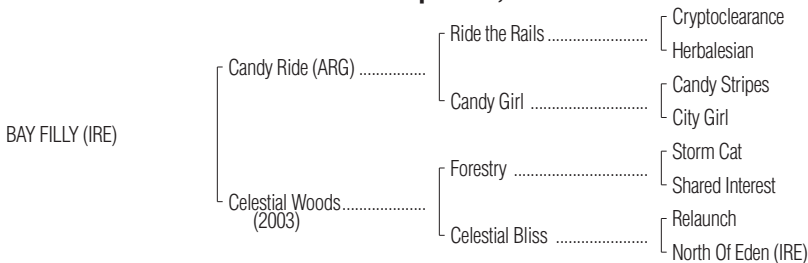 Cryptoclearance
Ride the Rails
Herbalesian
Candy Ride (ARG)
Candy Stripes
Candy Girl
City Girl
BAY FILLY (IRE)
Storm Cat
Forestry
Shared Interest
Celestial Woods
(2003)
Relaunch
Celestial Bliss
North Of Eden (IRE)